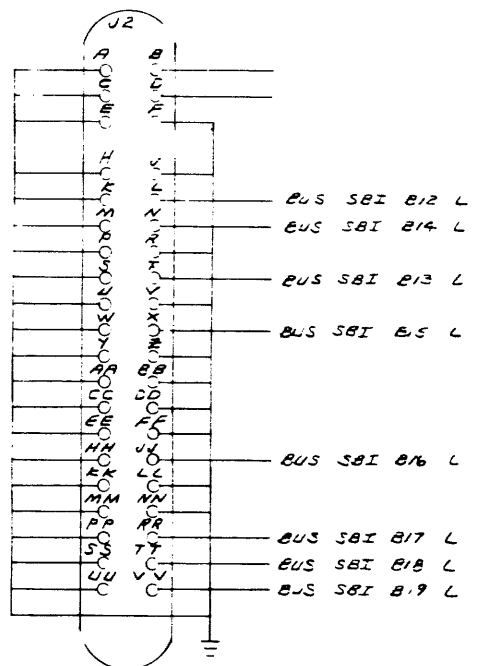 J2
A B
C D
E F
H J
K L BUS SBI B12 L
M N BUS SBI B14 L
P R
S T BUS SBI B13 L
U V
W X BUS SBI B15 L
Y Z
AA BB
CC DD
EE FF
HH JJ BUS SBI B16 L
KK LL
MM NN
PP RR BUS SBI B17 L
SS TT BUS SBI B18 L
UU VV BUS SBI B19 L